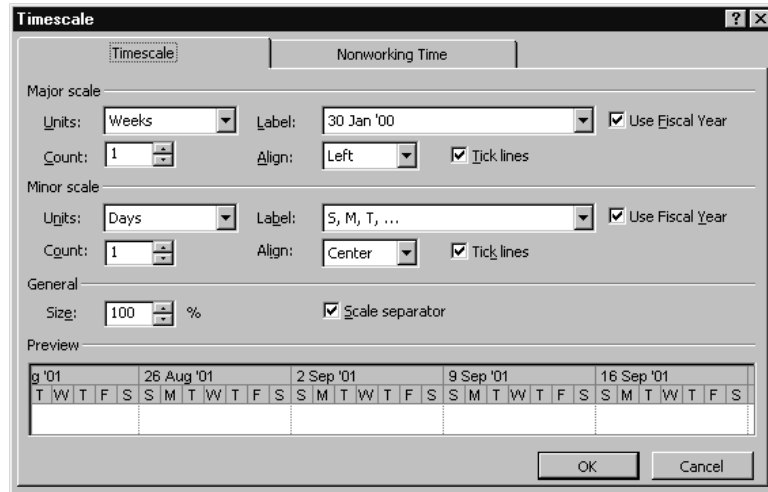 Timescale
Timescale Nonworking Time
Major scale
Units: Weeks Label: 30 Jan '00 Use Fiscal Year
Count: 1 Align: Left Tick lines
Minor scale
Units: Days Label: S, M, T, ... Use Fiscal Year
Count: 1 Align: Center Tick lines
General
Size: 100 % Scale separator
Preview
g '01 26 Aug '01 2 Sep '01 9 Sep '01 16 Sep '01
T W T F S S M T W T F S S M T W T F S S M T W T F S S M T W T F S
OK Cancel